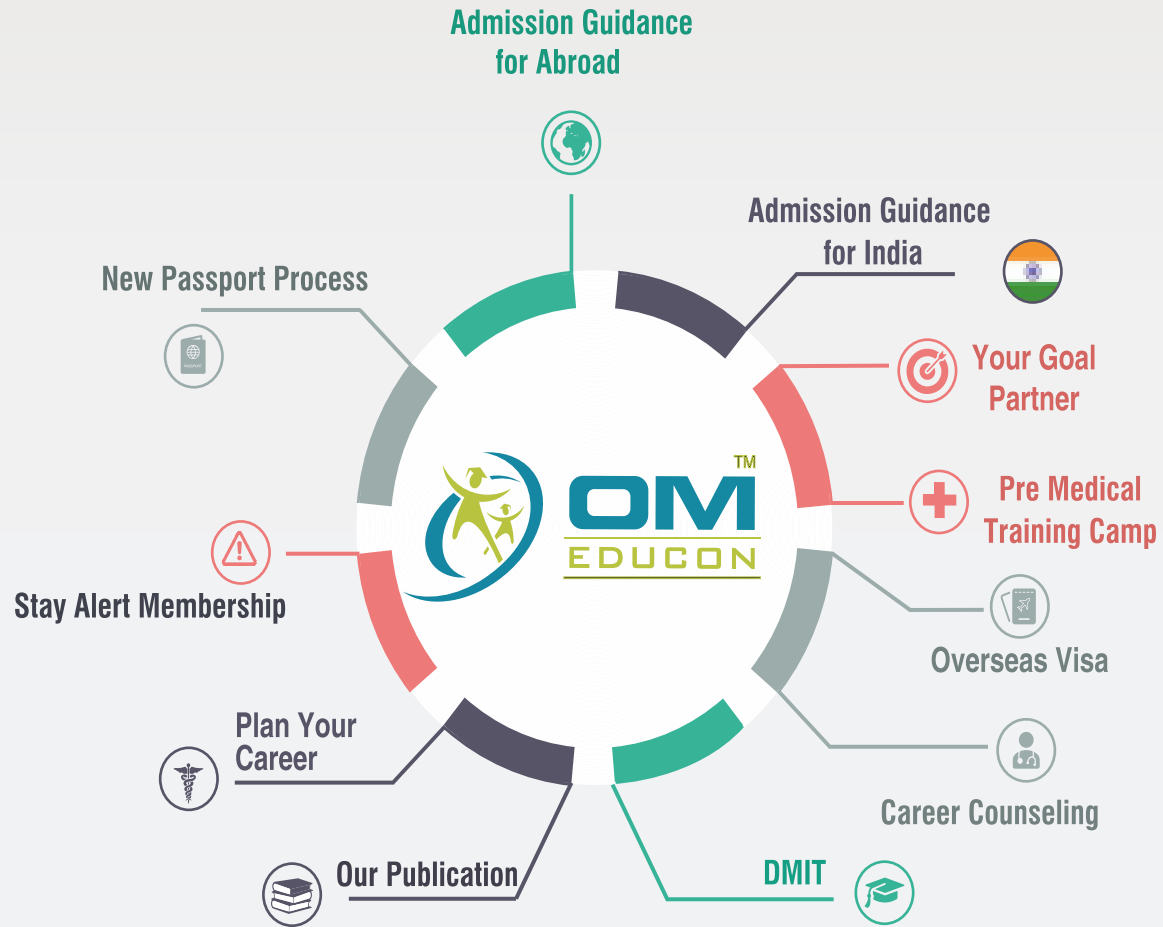 Admission Guidance
for Abroad
Admission Guidance
for India
New Passport Process
Your Goal
Partner
TM
OM
EDUCON
Pre Medical
Training Camp
Stay Alert Membership
Overseas Visa
Plan Your
Career
Career Counseling
Our Publication
DMIT